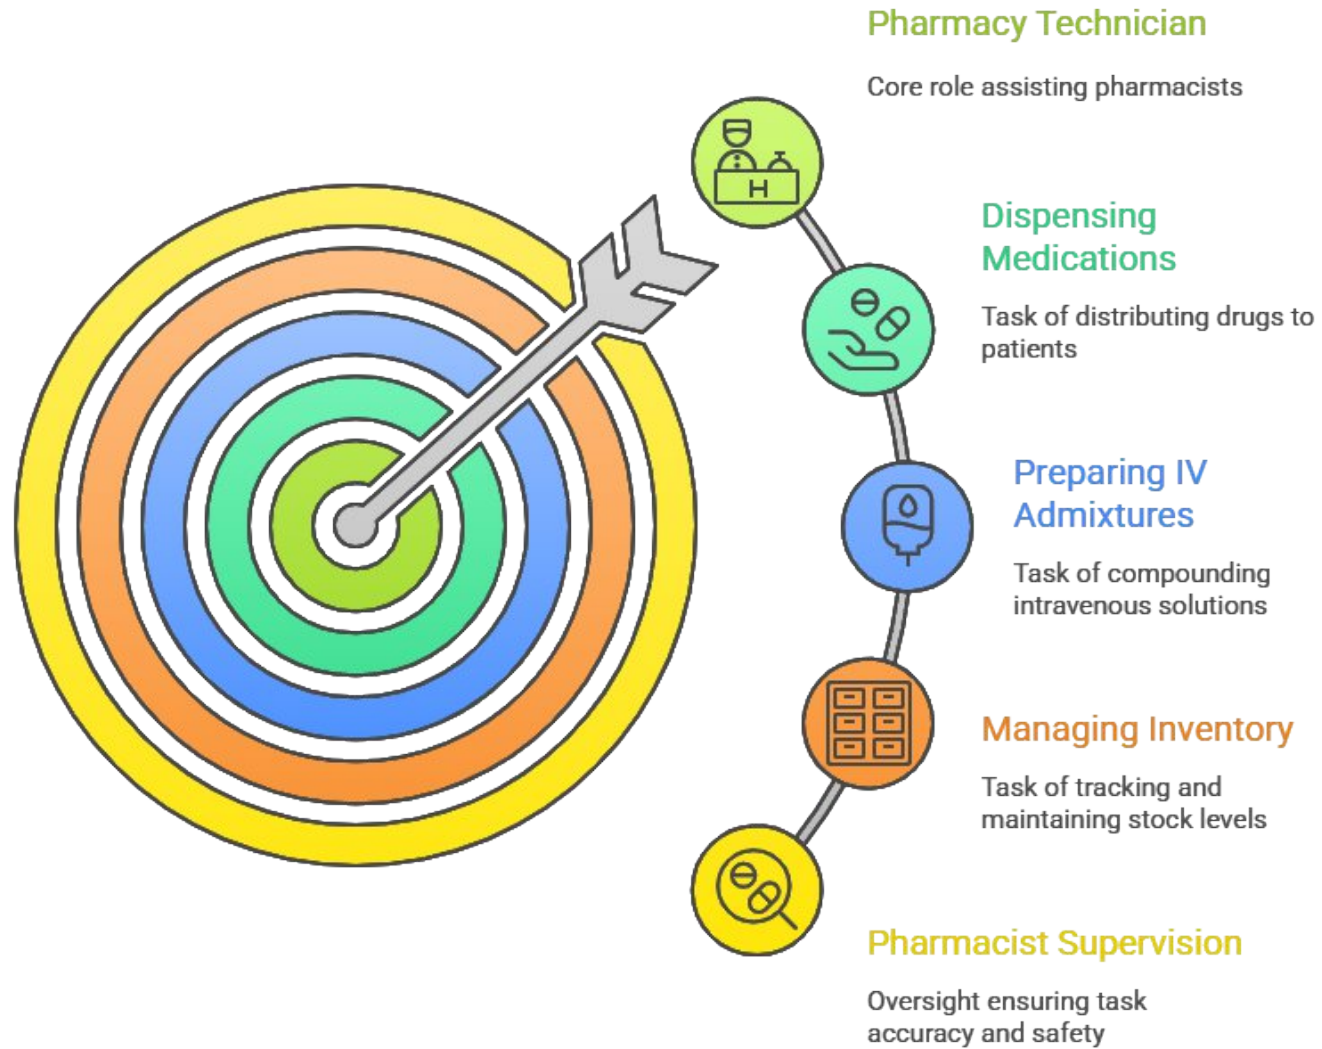 Pharmacy Technician
Core role assisting pharmacists
H
Dispensing
Medications
Task of distributing drugs to
patients
Preparing IV
Admixtures
Task of compounding
intravenous solutions
Managing Inventory
Task of tracking and
maintaining stock levels
Pharmacist Supervision
Oversight ensuring task
accuracy and safety